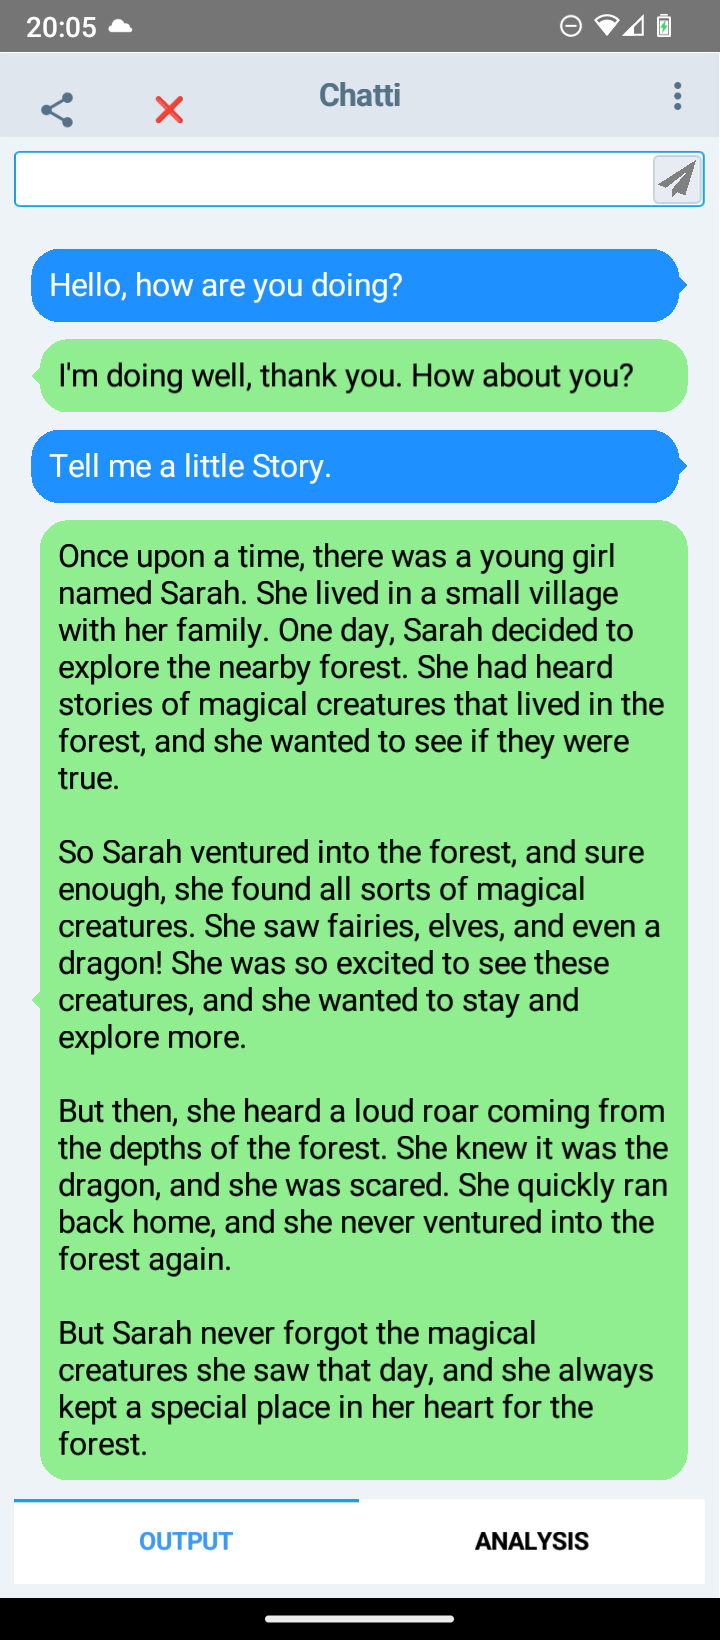 20:05
Chatti
Hello, how are you doing?
I'm doing well, thank you. How about you?
Tell me a little Story.
Once upon a time, there was a young girl
named Sarah. She lived in a small village
with her family. One day, Sarah decided to
explore the nearby forest. She had heard
stories of magical creatures that lived in the
forest, and she wanted to see if they were
true.
So Sarah ventured into the forest, and sure
enough, she found all sorts of magical
creatures. She saw fairies, elves, and even a
dragon! She was so excited to see these
creatures, and she wanted to stay and
explore more.
But then, she heard a loud roar coming from
the depths of the forest. She knew it was the
dragon, and she was scared. She quickly ran
back home, and she never ventured into the
forest again.
But Sarah never forgot the magical
creatures she saw that day, and she always
kept a special place in her heart for the
forest.
OUTPUT
ANALYSIS